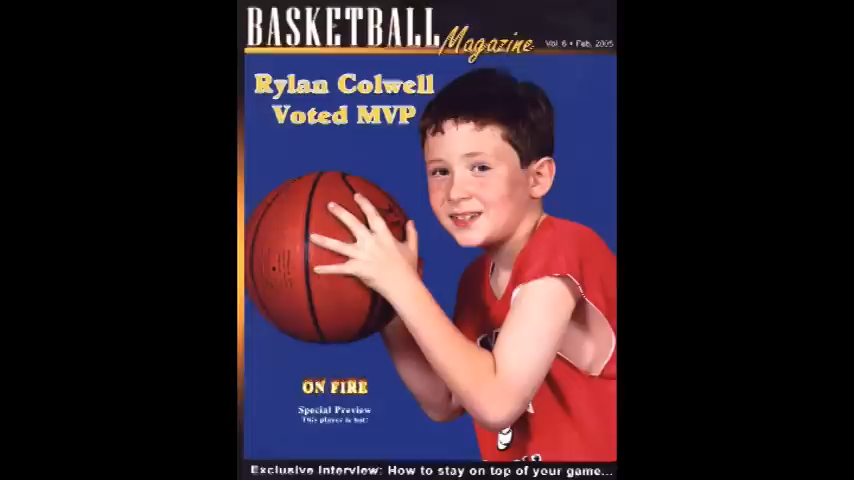 BASKETBALL
Magazine
Vol. 6 • Feb, 2005
Rylan Colwell
Voted MVP
ON FIRE
Special Preview
This player is hot!
Exclusive Interview: How to stay on top of your game...